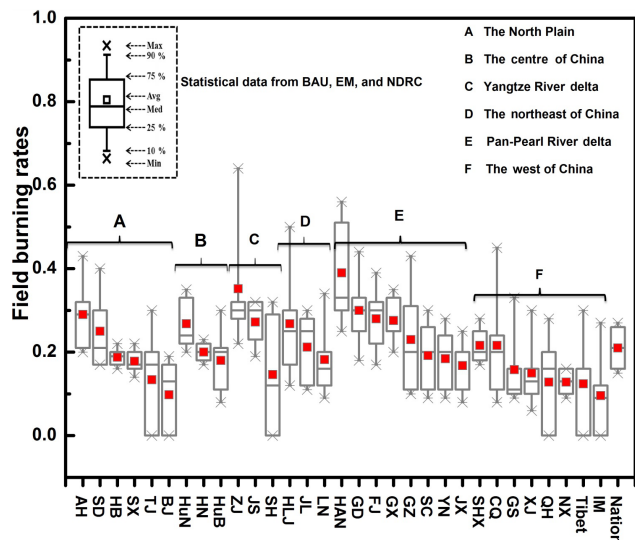 Field burning rates
1.0
0.8
0.6
0.4
0.2
0.0
Max
90 %
75 %
Avg
Med
25 %
10 %
Min
Statistical data from BAU, EM, and NDRC
A The North Plain
B The centre of China
C Yangtze River delta
D The northeast of China
E Pan-Pearl River delta
F The west of China
A
B
C
D
E
F
AH SD HB SX TJ BJ HuN HN HuB ZJ JS SH HLJ JL LN HAN GD FJ GX GZ SC YN JX SHX CQ GS XJ QH NX Tibet IM Nation